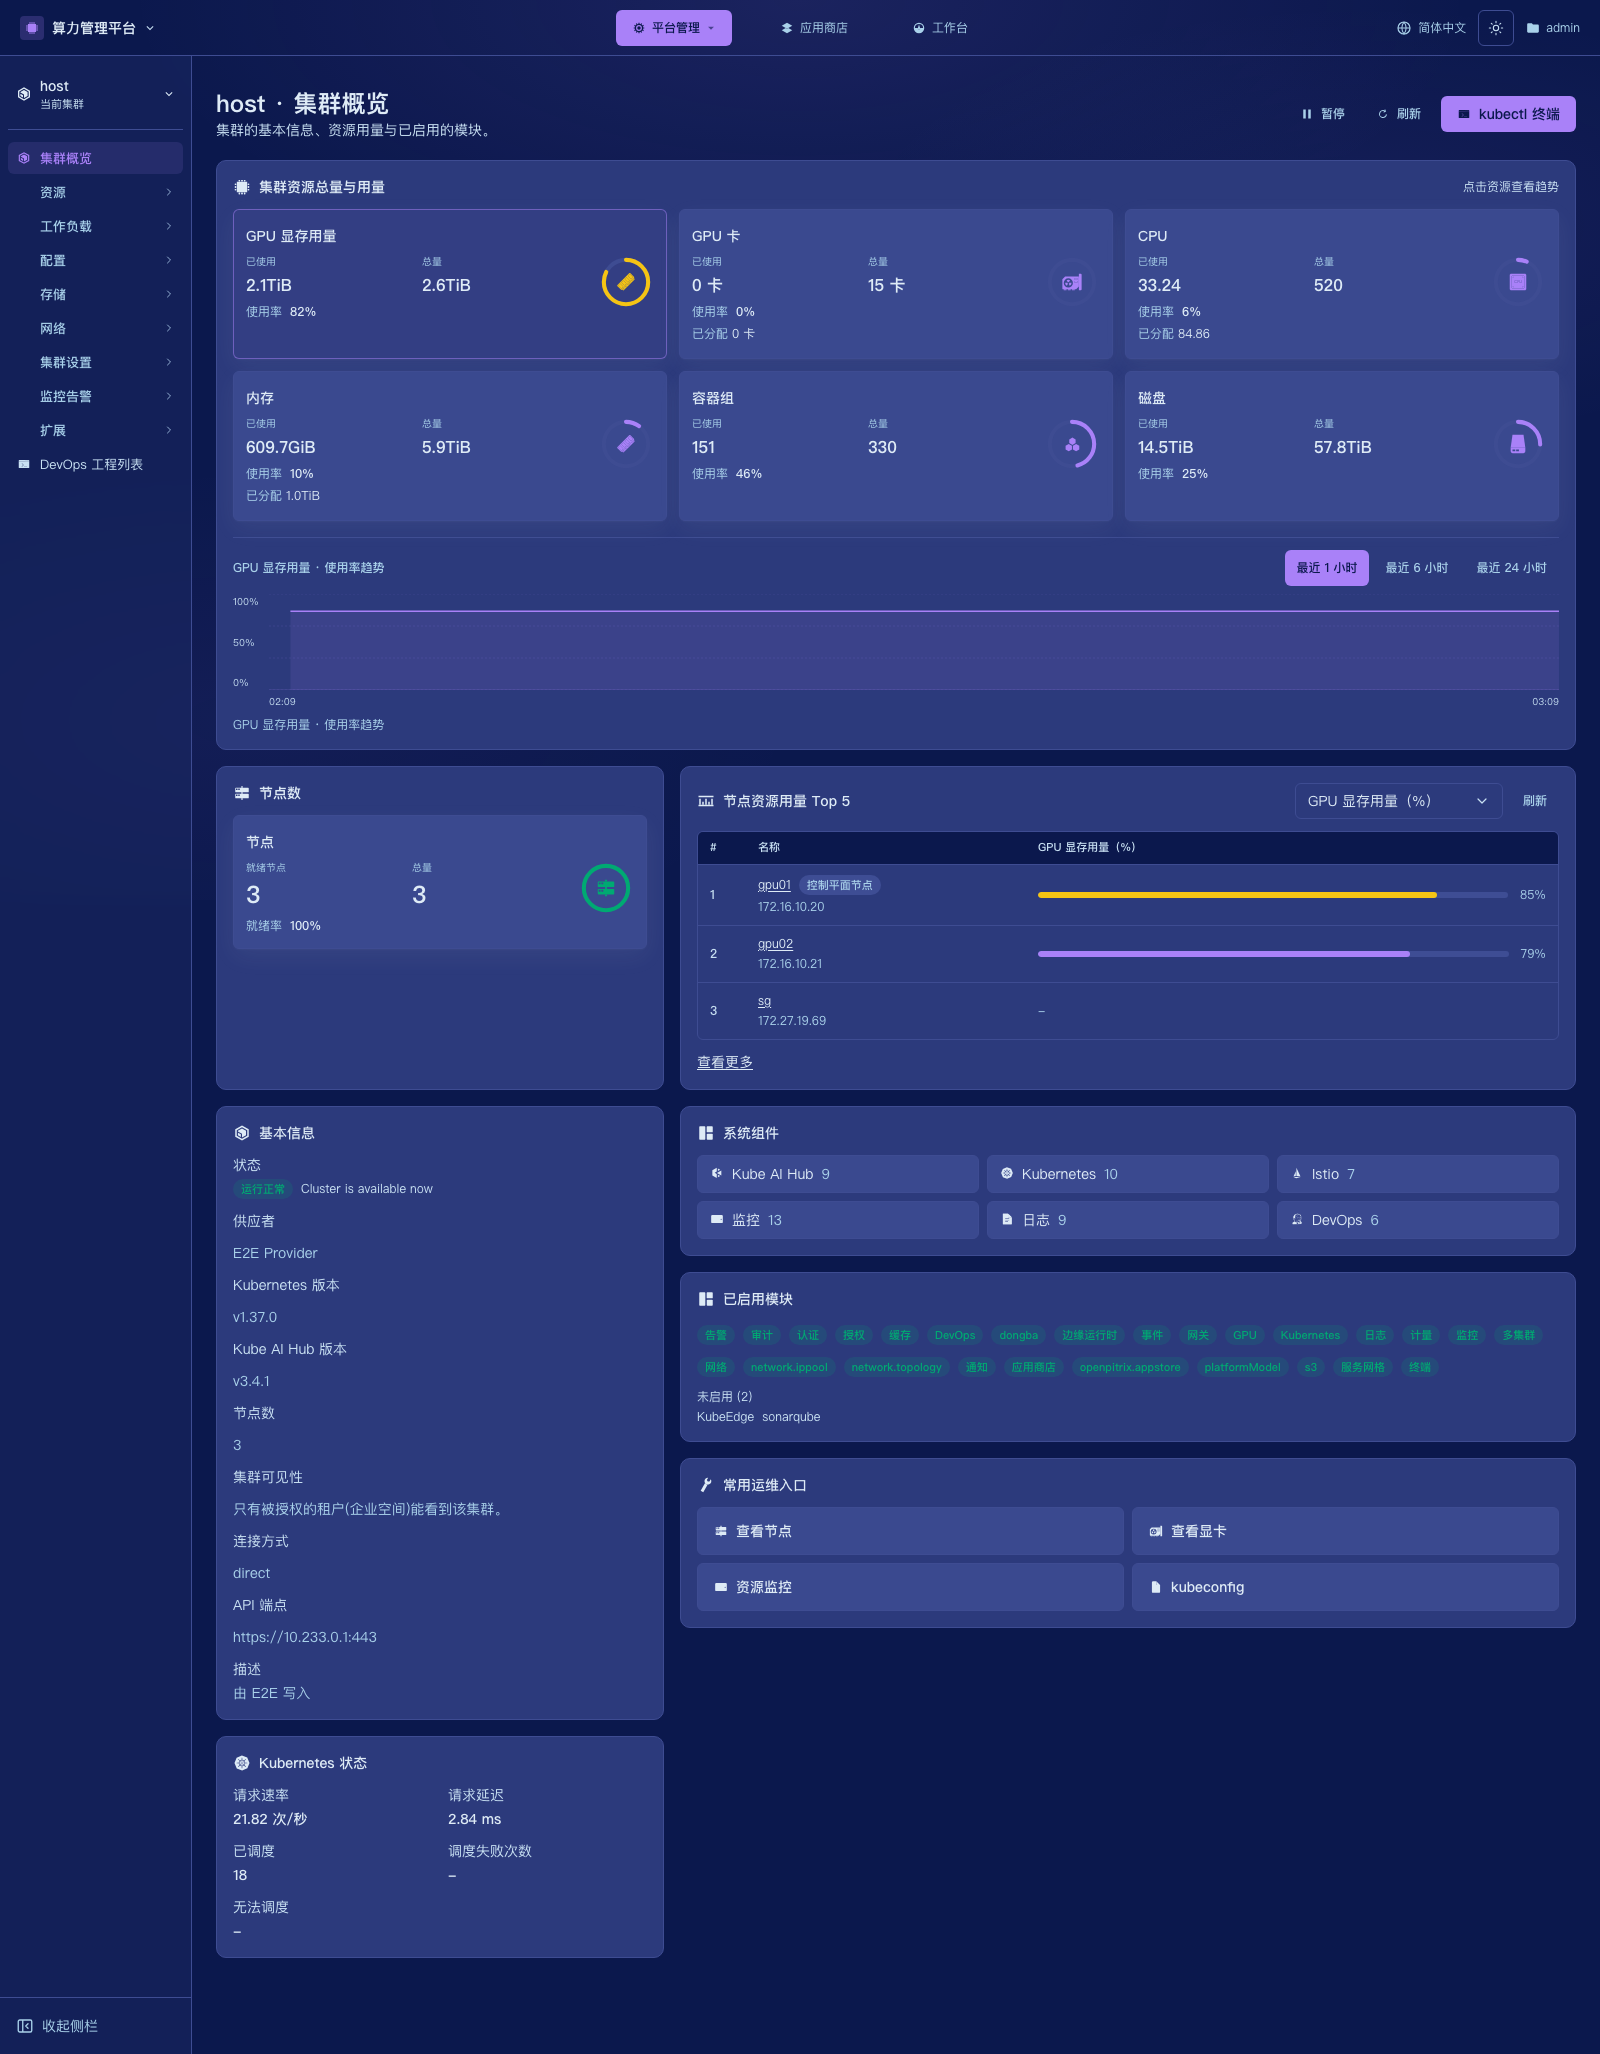 算力管理平台
平台管理
应用商店
工作台
简体中文
admin
host
当前集群
集群概览
资源
工作负载
配置
存储
网络
集群设置
监控告警
扩展
DevOps 工程列表
收起侧栏
host · 集群概览
集群的基本信息、资源用量与已启用的模块。
暂停
刷新
kubectl 终端
集群资源总量与用量
点击资源查看趋势
GPU 显存用量
已使用 总量
2.1TiB 2.6TiB
使用率 82%
GPU 卡
已使用 总量
0 卡 15 卡
使用率 0%
已分配 0 卡
CPU
已使用 总量
33.24 520
使用率 6%
已分配 84.86
内存
已使用 总量
609.7GiB 5.9TiB
使用率 10%
已分配 1.0TiB
容器组
已使用 总量
151 330
使用率 46%
磁盘
已使用 总量
14.5TiB 57.8TiB
使用率 25%
GPU 显存用量 · 使用率趋势
最近 1 小时 最近 6 小时 最近 24 小时
100%
50%
0%
02:09 03:09
GPU 显存用量 · 使用率趋势
节点数
节点
就绪节点 总量
3 3
就绪率 100%
节点资源用量 Top 5
GPU 显存用量（%）
刷新
# 名称 GPU 显存用量（%）
1 gpu01 控制平面节点 85%
172.16.10.20
2 gpu02 79%
172.16.10.21
3 sg –
172.27.19.69
查看更多
基本信息
状态
运行正常 Cluster is available now
供应者
E2E Provider
Kubernetes 版本
v1.37.0
Kube AI Hub 版本
v3.4.1
节点数
3
集群可见性
只有被授权的租户(企业空间)能看到该集群。
连接方式
direct
API 端点
https://10.233.0.1:443
描述
由 E2E 写入
系统组件
Kube AI Hub 9
Kubernetes 10
Istio 7
监控 13
日志 9
DevOps 6
已启用模块
告警 审计 认证 授权 缓存 DevOps dongba 边缘运行时 事件 网关 GPU Kubernetes 日志 计量 监控 多集群
网络 network.ippool network.topology 通知 应用商店 openpitrix.appstore platformModel s3 服务网格 终端
未启用 (2)
KubeEdge sonarqube
常用运维入口
查看节点
查看显卡
资源监控
kubeconfig
Kubernetes 状态
请求速率 请求延迟
21.82 次/秒 2.84 ms
已调度 调度失败次数
18 –
无法调度
–